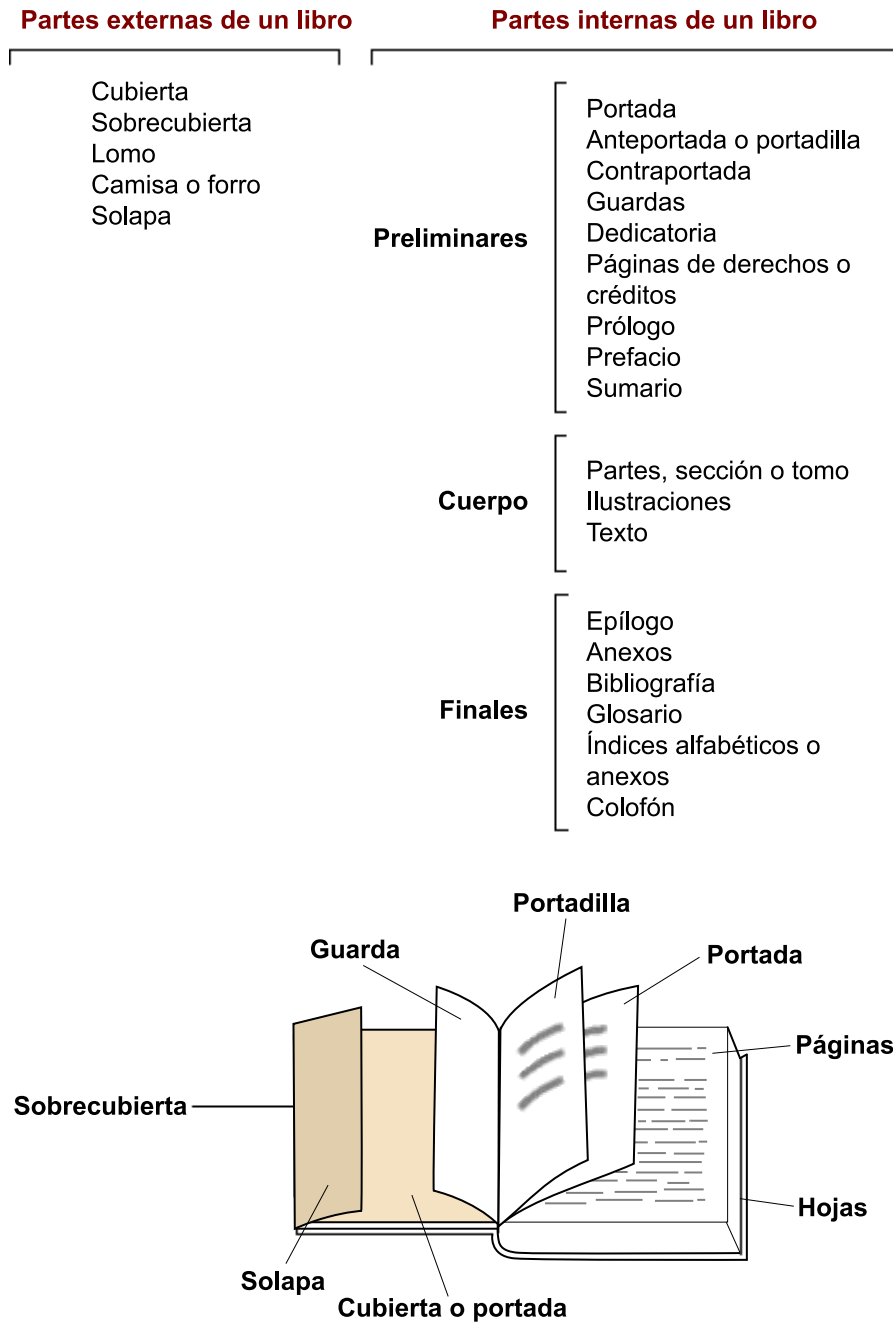 Partes externas de un libro
Cubierta
Sobrecubierta
Lomo
Camisa o forro
Solapa
Partes internas de un libro
Preliminares
Portada
Anteportada o portadilla
Contraportada
Guardas
Dedicatoria
Páginas de derechos o
créditos
Prólogo
Prefacio
Sumario
Cuerpo
Partes, sección o tomo
Ilustraciones
Texto
Finales
Epílogo
Anexos
Bibliografía
Glosario
Índices alfabéticos o
anexos
Colofón
Portadilla
Guarda
Portada
Páginas
Sobrecubierta
Hojas
Solapa
Cubierta o portada